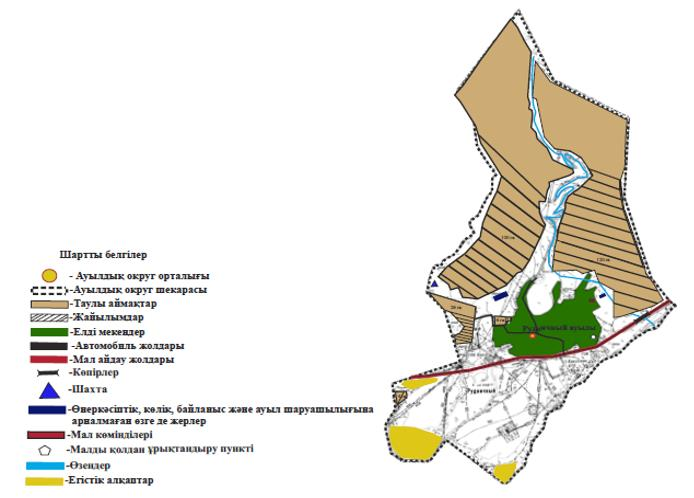 Шартты белгілер
- Ауылдық округ орталығы
-Ауылдық округ шекарасы
-Таулы аймақтар
-Жайылымдар
-Елді мекендер
-Автомобиль жолдары
-Мал айдау жолдары
-Көпірлер
-Шахта
-Өнеркәсіптік, көлік, байланыс және ауыл шаруашылығына
арналмаған өзге де жерлер
-Мал көмінділері
-Малды қолдан ұрықтандыру пункті
-Өзендер
-Егістік алқаптар
Рудничный ауылы
Рудничный